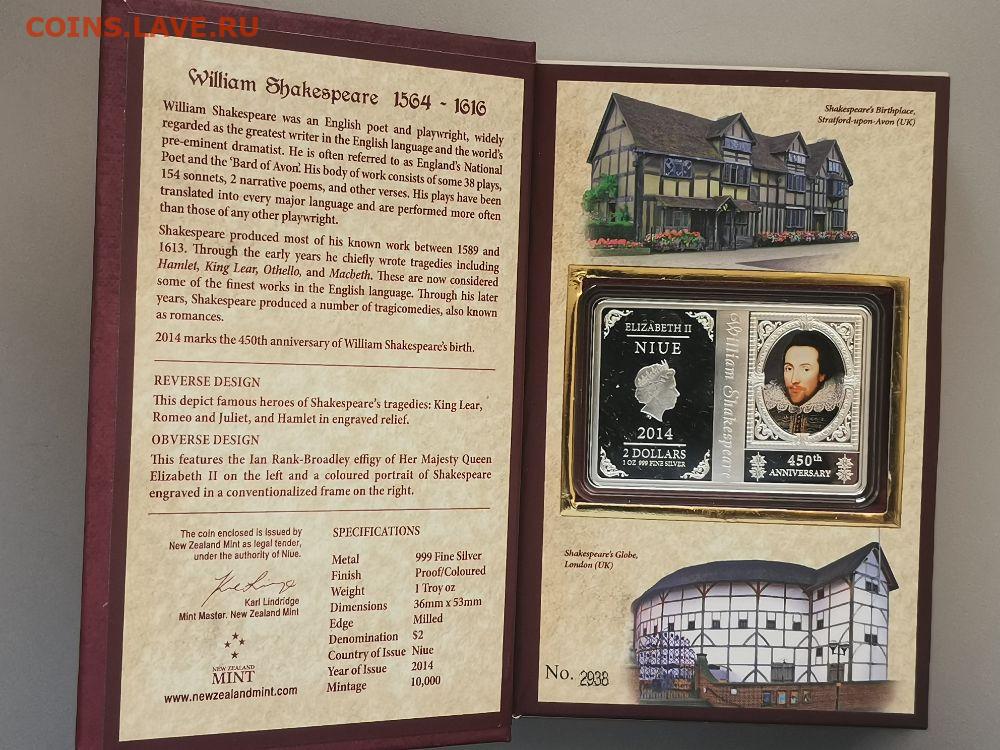 COINS.LAVE.RU
William Shakespeare 1564 - 1616
William Shakespeare was an English poet and playwright, widely
regarded as the greatest writer in the English language and the world's
pre-eminent dramatist. He is often referred to as England's National
Poet and the 'Bard of Avon'. His body of work consists of some 38 plays,
154 sonnets, 2 narrative poems, and other verses. His plays have been
translated into every major language and are performed more often
than those of any other playwright.
Shakespeare produced most of his known work between 1589 and
1613. Through the early years he chiefly wrote tragedies including
Hamlet, King Lear, Othello, and Macbeth. These are now considered
some of the finest works in the English language. Through his later
years, Shakespeare produced a number of tragicomedies, also known
as romances.
2014 marks the 450th anniversary of William Shakespeare's birth.
REVERSE DESIGN
This depict famous heroes of Shakespeare's tragedies: King Lear,
Romeo and Juliet, and Hamlet in engraved relief.
OBVERSE DESIGN
This features the Ian Rank-Broadley effigy of Her Majesty Queen
Elizabeth II on the left and a coloured portrait of Shakespeare
engraved in a conventionalized frame on the right.
The coin enclosed is issued by
New Zealand Mint as legal tender,
under the authority of Niue.
Karl Lindridge
Mint Master. New Zealand Mint
NEW ZEALAND
MINT
www.newzealandmint.com
SPECIFICATIONS
Metal 999 Fine Silver
Finish Proof/Coloured
Weight 1 Troy oz
Dimensions 36mm x 53mm
Edge Milled
Denomination $2
Country of Issue Niue
Year of Issue 2014
Mintage 10,000
Shakespeare's Birthplace,
Stratford-upon-Avon (UK)
ELIZABETH II
NIUE
2014
2 DOLLARS
1 OZ 999 FINE SILVER
William Shakespeare
450th
ANNIVERSARY
Shakespeare's Globe,
London (UK)
No. 2938